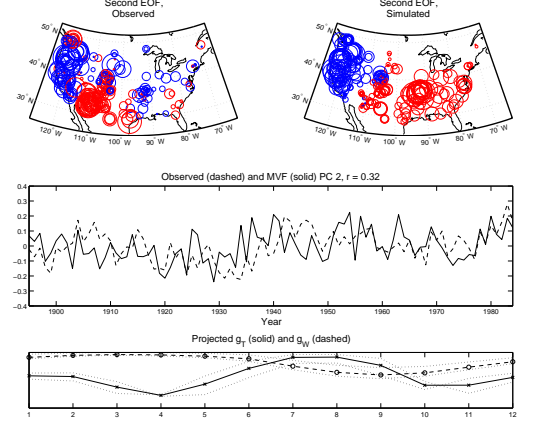 Second EOF,
Observed
Second EOF,
Simulated
50° N
40° N
30° N
120° W
110° W
100° W
90° W
80° W
70° W
50° N
40° N
30° N
120° W
110° W
100° W
90° W
80° W
70° W
Observed (dashed) and MVF (solid) PC 2, r = 0.32
0.4
0.3
0.2
0.1
0
−0.1
−0.2
−0.3
−0.4
1900 1910 1920 1930 1940 1950 1960 1970 1980
Year
Projected g_T (solid) and g_W (dashed)
1 2 3 4 5 6 7 8 9 10 11 12